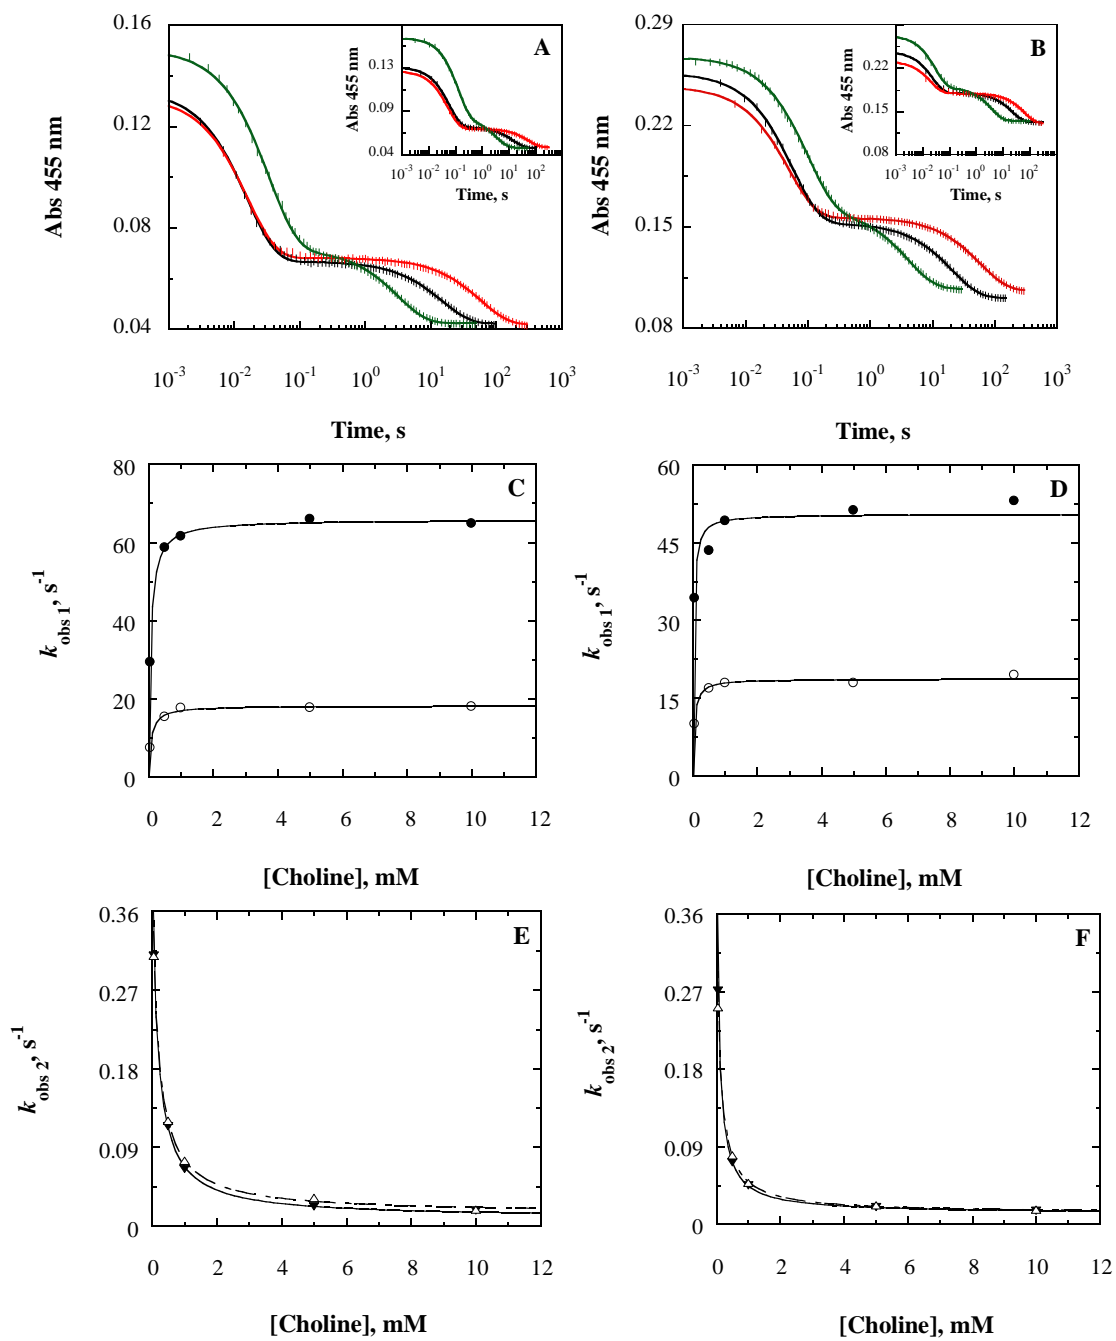 A
0.16
0.12
0.08
0.04
Abs 455 nm
10⁻³ 10⁻² 10⁻¹ 10⁰ 10¹ 10² 10³
Time, s
Abs 455 nm
0.13
0.09
0.04
10⁻³ 10⁻² 10⁻¹ 10⁰ 10¹ 10²
Time, s
B
0.29
0.22
0.15
0.08
Abs 455 nm
10⁻³ 10⁻² 10⁻¹ 10⁰ 10¹ 10² 10³
Time, s
Abs 455 nm
0.22
0.15
0.08
10⁻³ 10⁻² 10⁻¹ 10⁰ 10¹ 10² 10³
Time, s
C
80
60
40
20
0
k obs 1, s⁻¹
0 2 4 6 8 10 12
[Choline], mM
D
60
45
30
15
0
k obs 1, s⁻¹
0 2 4 6 8 10 12
[Choline], mM
E
0.36
0.27
0.18
0.09
0
k obs 2, s⁻¹
0 2 4 6 8 10 12
[Choline], mM
F
0.36
0.27
0.18
0.09
0
k obs 2, s⁻¹
0 2 4 6 8 10 12
[Choline], mM